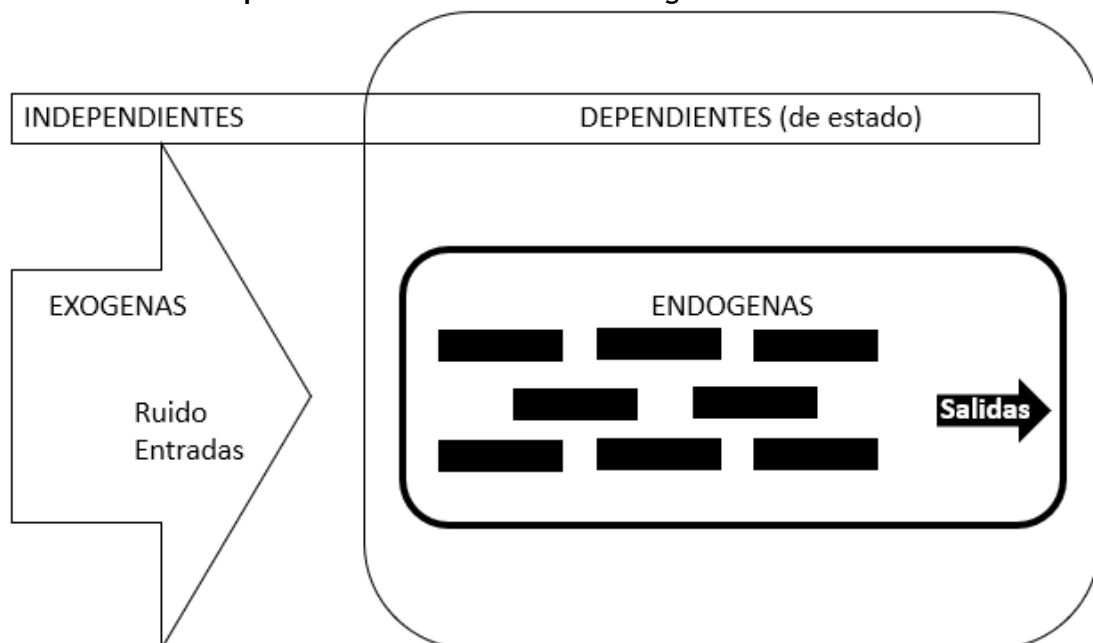 INDEPENDIENTES DEPENDIENTES (de estado)
EXOGENAS
Ruido
Entradas
ENDOGENAS
Salidas